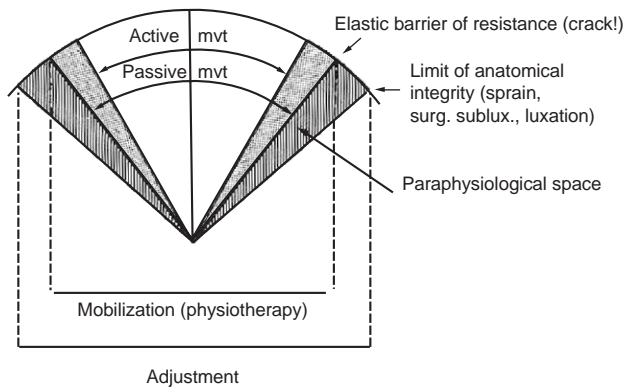 Active mvt
Passive mvt
Elastic barrier of resistance (crack!)
Limit of anatomical
integrity (sprain,
surg. sublux., luxation)
Paraphysiological space
Mobilization (physiotherapy)
Adjustment